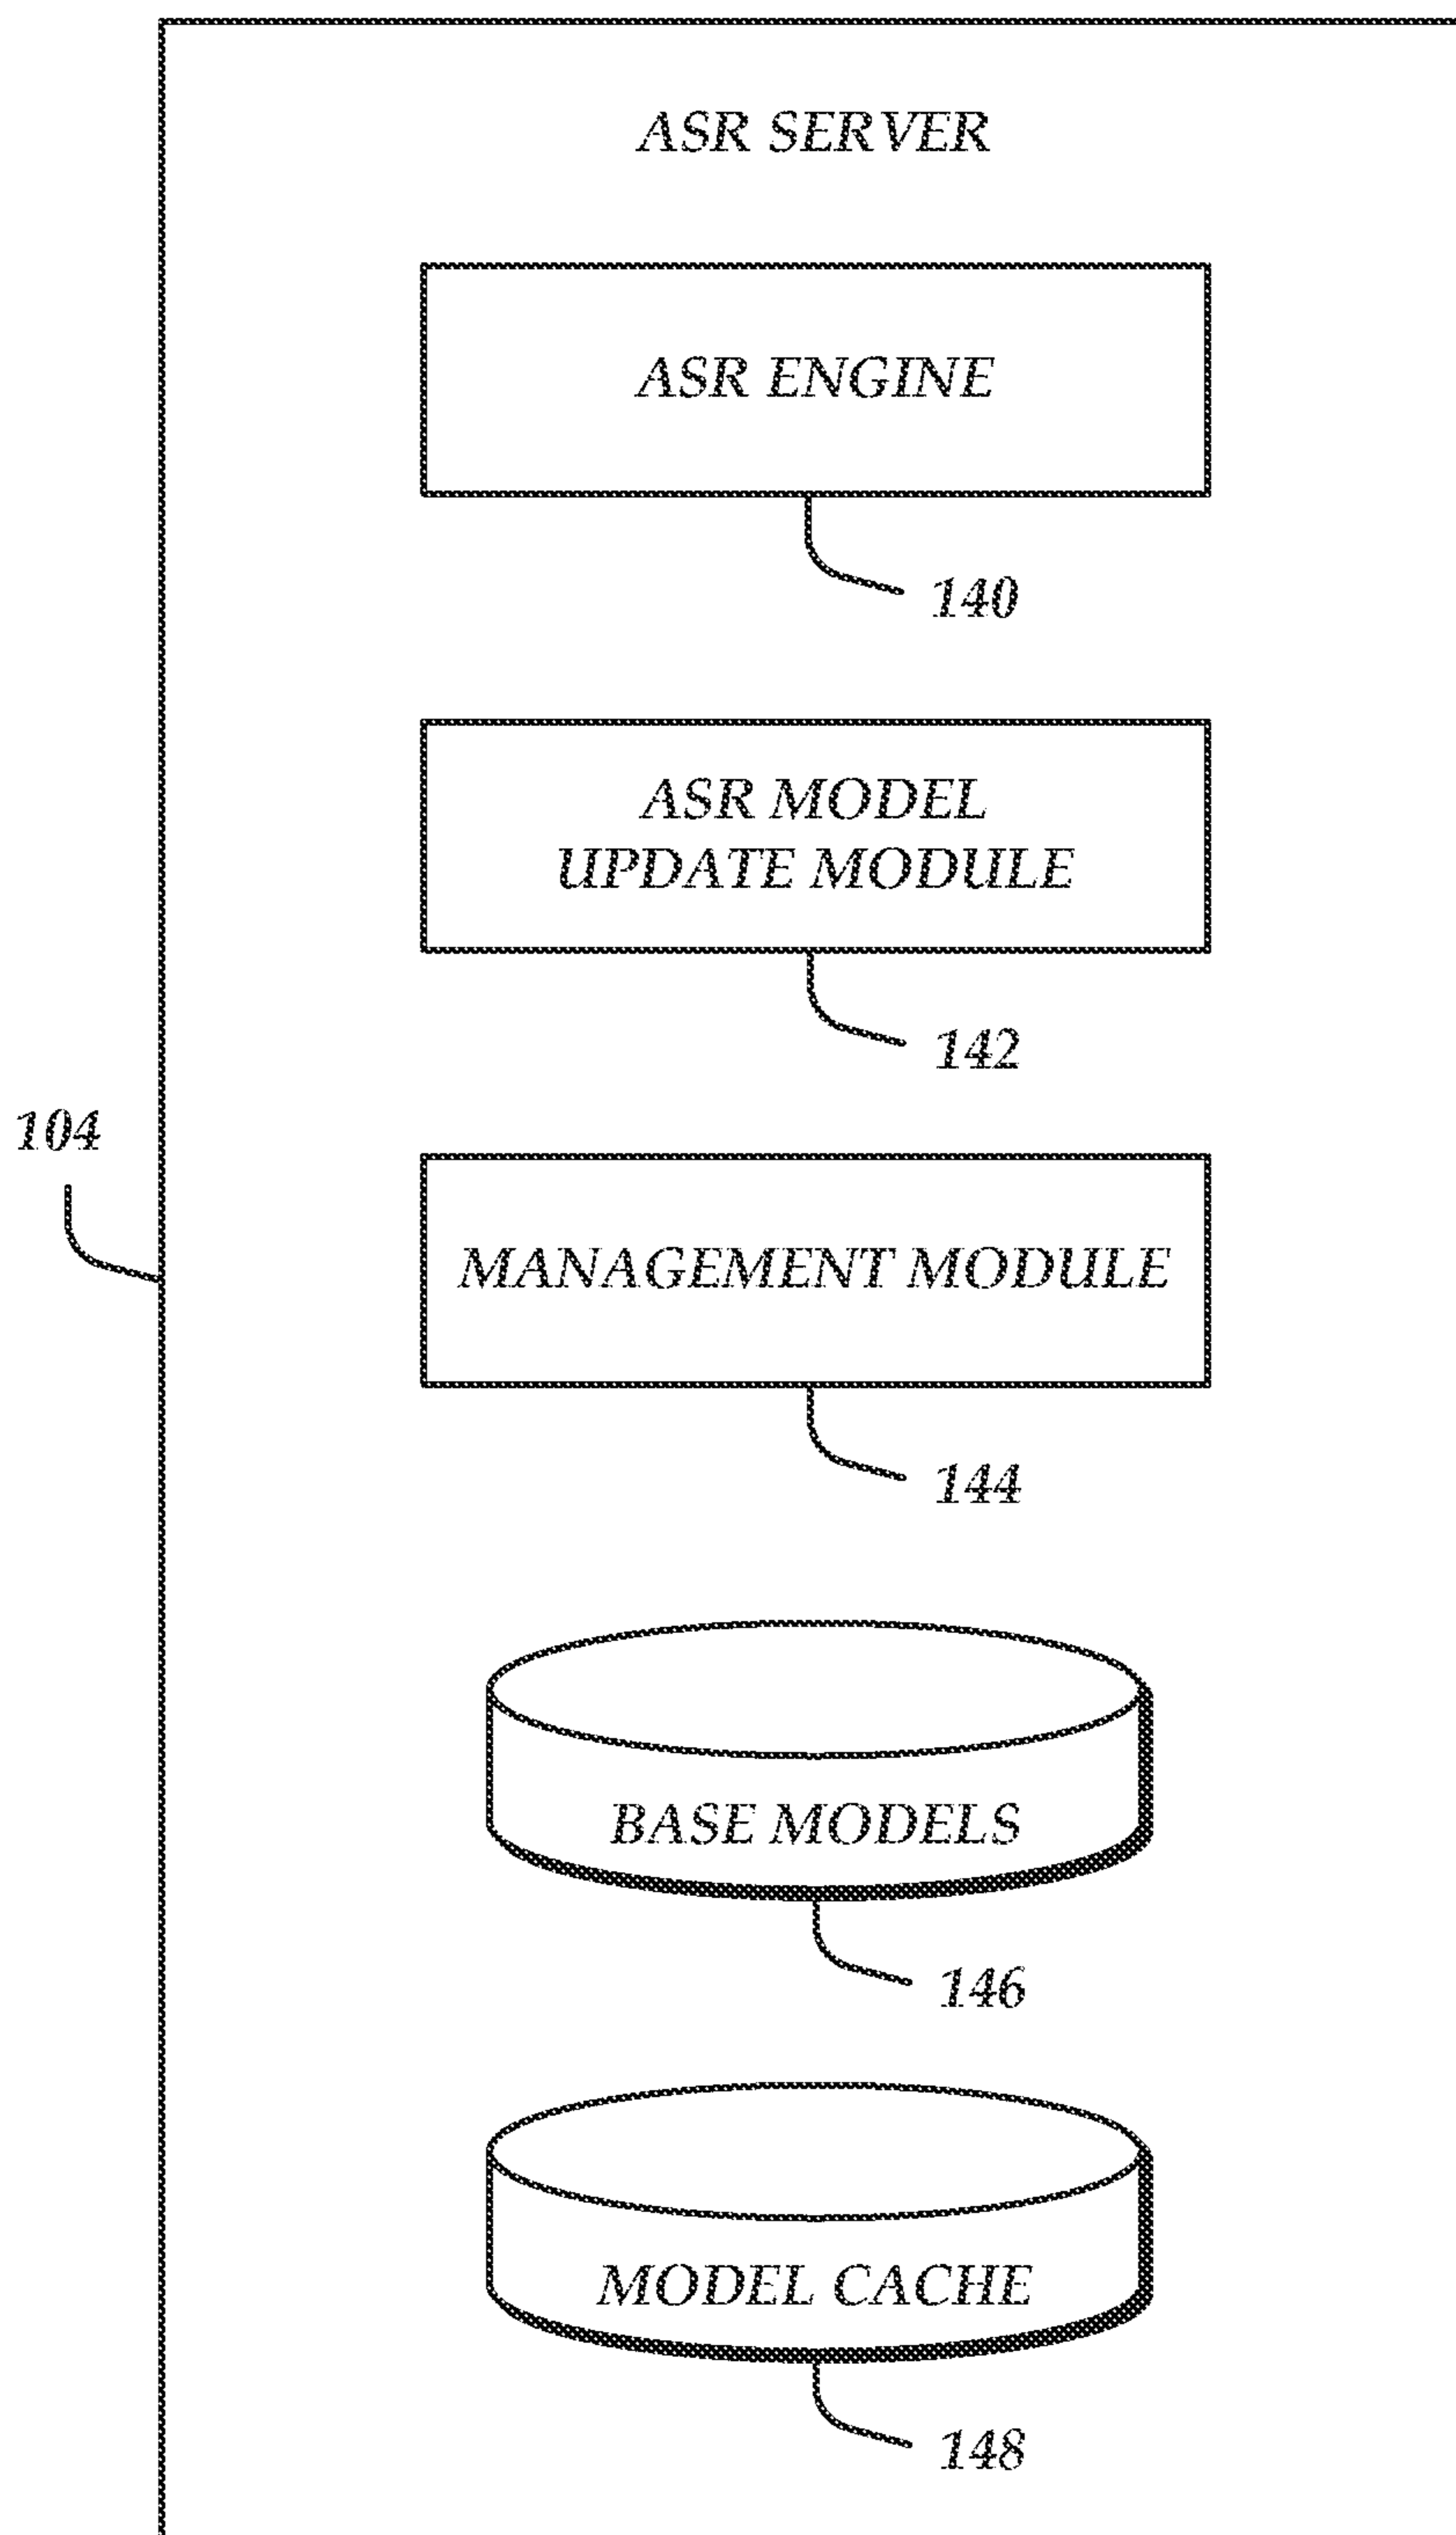 ASR SERVER
ASR ENGINE
140
ASR MODEL
UPDATE MODULE
142
104
MANAGEMENT MODULE
144
BASE MODELS
146
MODEL CACHE
148